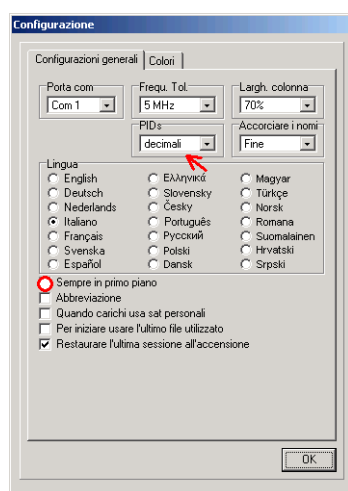 Configurazione
Configurazioni generali Colori
Porta com Frequ. Tol. Largh. colonna
Com 1 5 MHz 70%
PIDs Accorciare i nomi
decimali Fine
Lingua
English Ελληνικά Magyar
Deutsch Slovensky Türkçe
Nederlands Česky Norsk
Italiano Português Romana
Français Русский Suomalainen
Svenska Polski Hrvatski
Español Dansk Srpski
Sempre in primo
piano
Abbreviazione
Quando carichi usa sat personali
Per iniziare usare l'ultimo file utilizzato
Restaurare l'ultima sessione all'accensione
OK